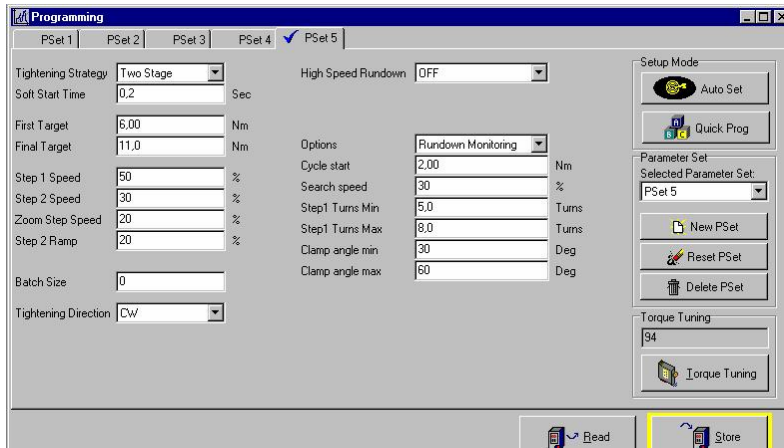 Programming
PSet 1
PSet 2
PSet 3
PSet 4
PSet 5
Tightening Strategy Two Stage
Soft Start Time 0,2 Sec
First Target 6,00 Nm
Final Target 11,0 Nm
Step 1 Speed 50 %
Step 2 Speed 30 %
Zoom Step Speed 20 %
Step 2 Ramp 20 %
Batch Size 0
Tightening Direction CW
High Speed Rundown OFF
Options Rundown Monitoring
Cycle start 2,00 Nm
Search speed 30 %
Step1 Turns Min 5,0 Turns
Step1 Turns Max 8,0 Turns
Clamp angle min 30 Deg
Clamp angle max 60 Deg
Setup Mode
Auto Set
A B C
Quick Prog
Parameter Set
Selected Parameter Set:
PSet 5
New PSet
Reset PSet
Delete PSet
Torque Tuning
94
Torque Tuning
Read
Store